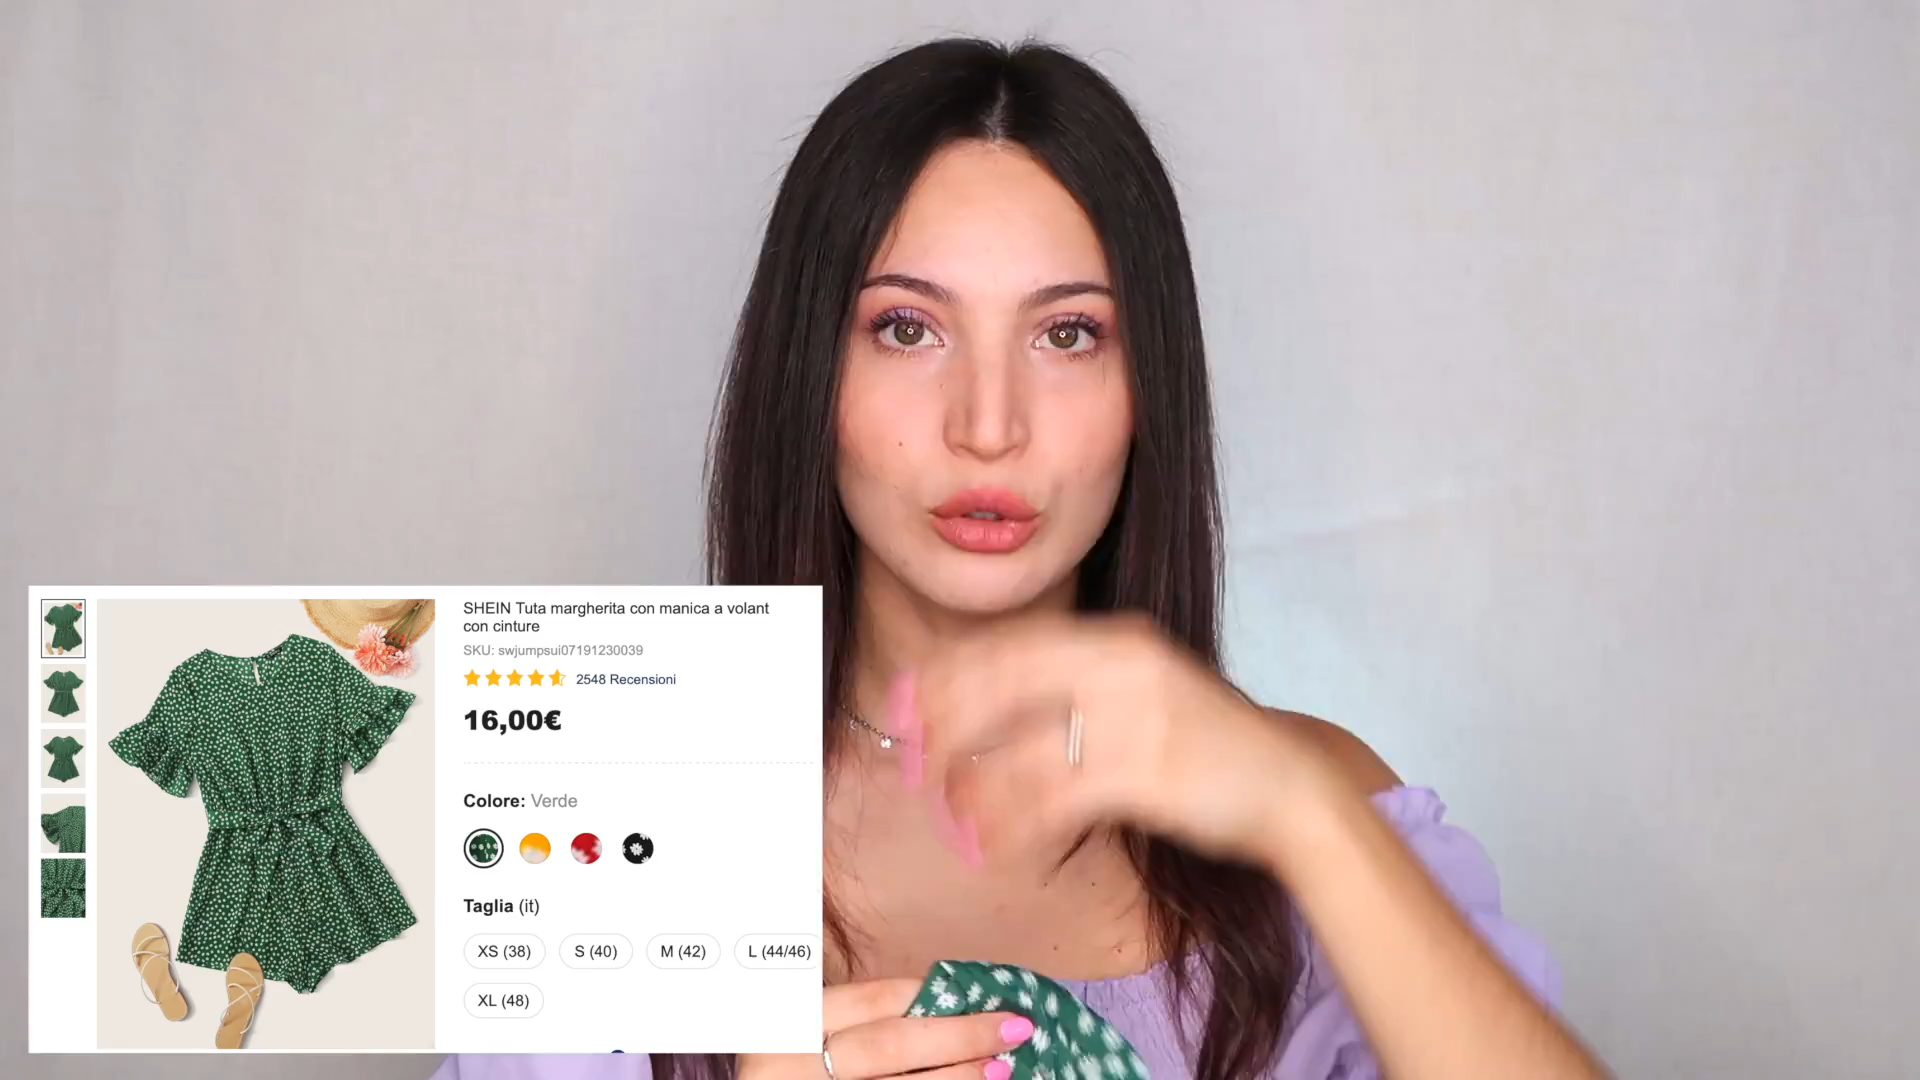 SHEIN Tuta margherita con manica a volant
con cinture
SKU: swjumpsui07191230039
2548 Recensioni
16,00€
Colore: Verde
Taglia (it)
XS (38) S (40) M (42) L (44/46)
XL (48)